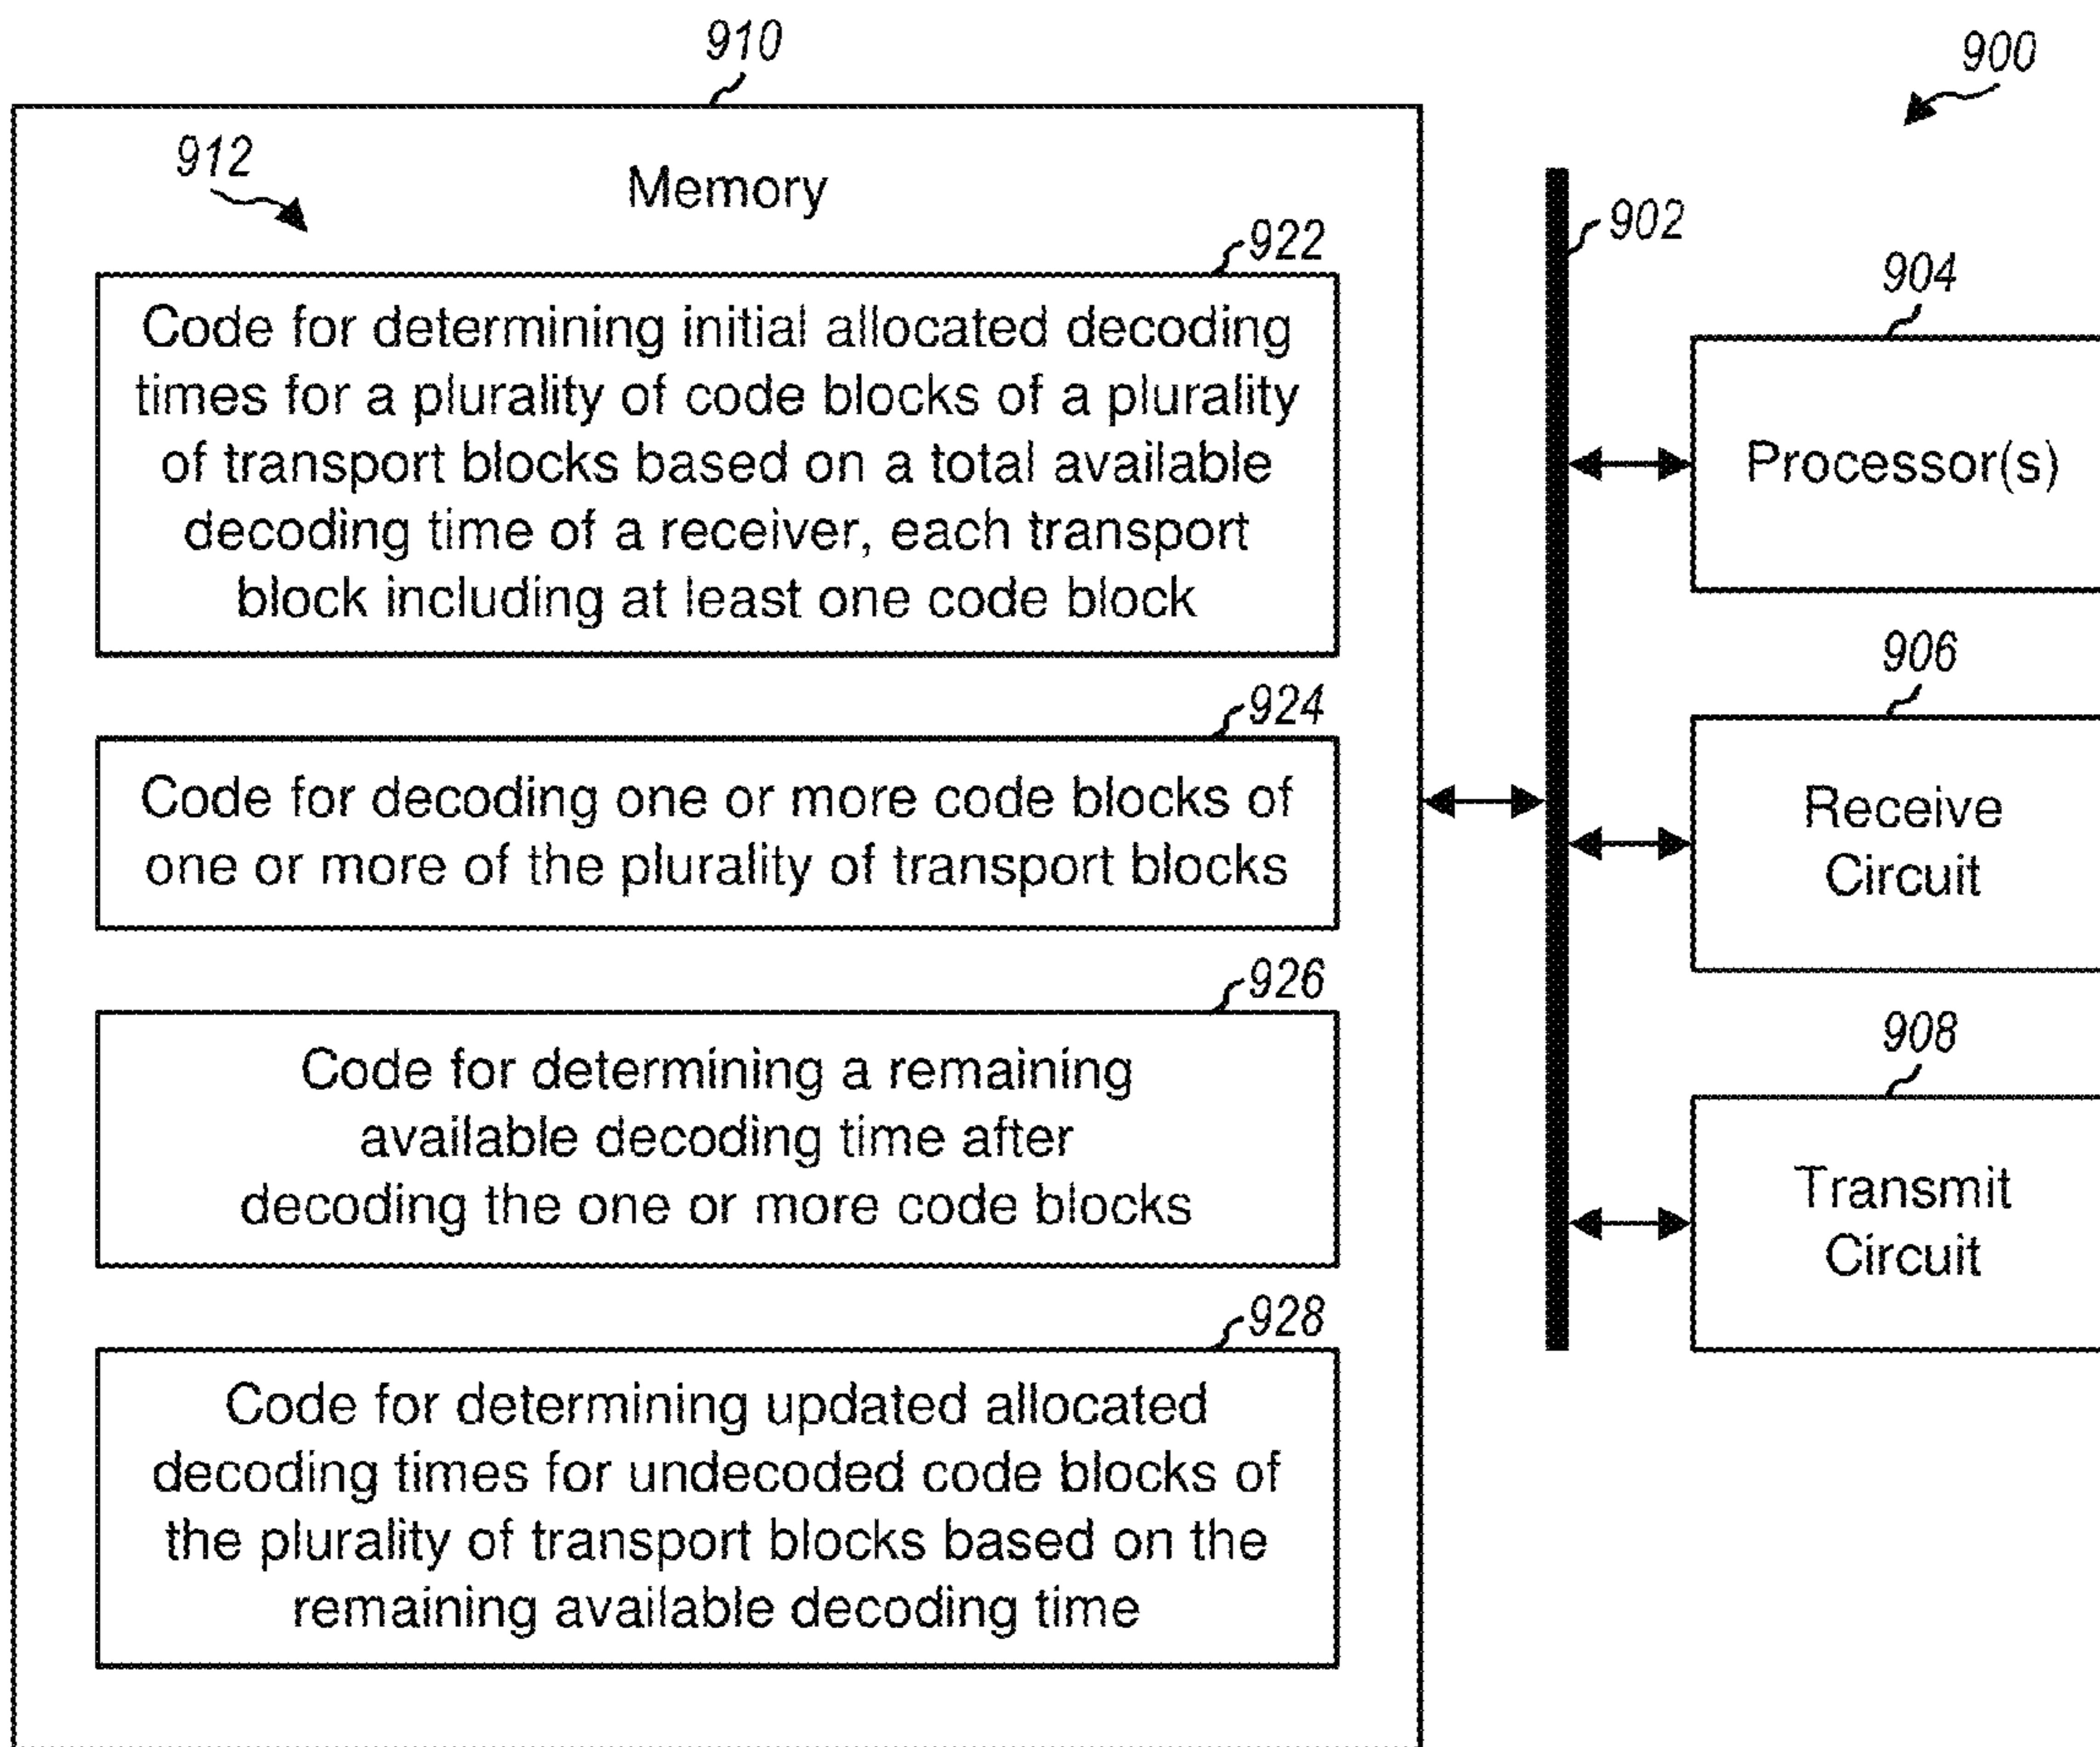 910
900
912
Memory
902
922
Code for determining initial allocated decoding
times for a plurality of code blocks of a plurality
of transport blocks based on a total available
decoding time of a receiver, each transport
block including at least one code block
904
Processor(s)
906
924
Code for decoding one or more code blocks of
one or more of the plurality of transport blocks
Receive
Circuit
926
Code for determining a remaining
available decoding time after
decoding the one or more code blocks
908
Transmit
Circuit
928
Code for determining updated allocated
decoding times for undecoded code blocks of
the plurality of transport blocks based on the
remaining available decoding time